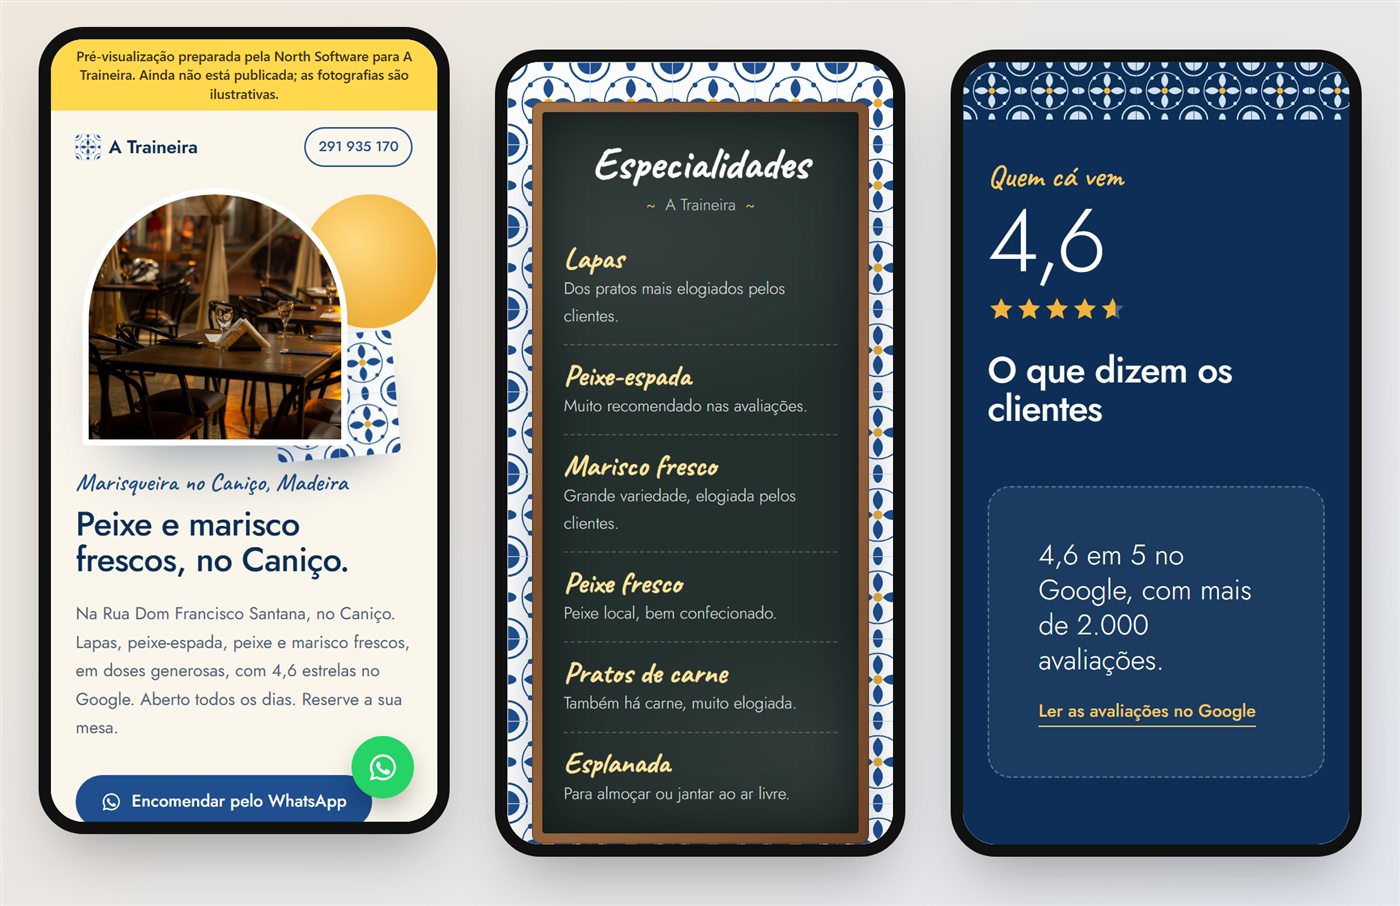 Pré-visualização preparada pela North Software para A
Traineira. Ainda não está publicada; as fotografias são
ilustrativas.
A Traineira
291 935 170
Marisqueira no Caniço, Madeira
Peixe e marisco
frescos, no Caniço.
Na Rua Dom Francisco Santana, no Caniço.
Lapas, peixe-espada, peixe e marisco frescos,
em doses generosas, com 4,6 estrelas no
Google. Aberto todos os dias. Reserve a sua
mesa.
Encomendar pelo WhatsApp
Especialidades
~ A Traineira ~
Lapas
Dos pratos mais elogiados pelos
clientes.
Peixe-espada
Muito recomendado nas avaliações.
Marisco fresco
Grande variedade, elogiada pelos
clientes.
Peixe fresco
Peixe local, bem confecionado.
Pratos de carne
Também há carne, muito elogiada.
Esplanada
Para almoçar ou jantar ao ar livre.
Quem cá vem
4,6
O que dizem os
clientes
4,6 em 5 no
Google, com mais
de 2.000
avaliações.
Ler as avaliações no Google